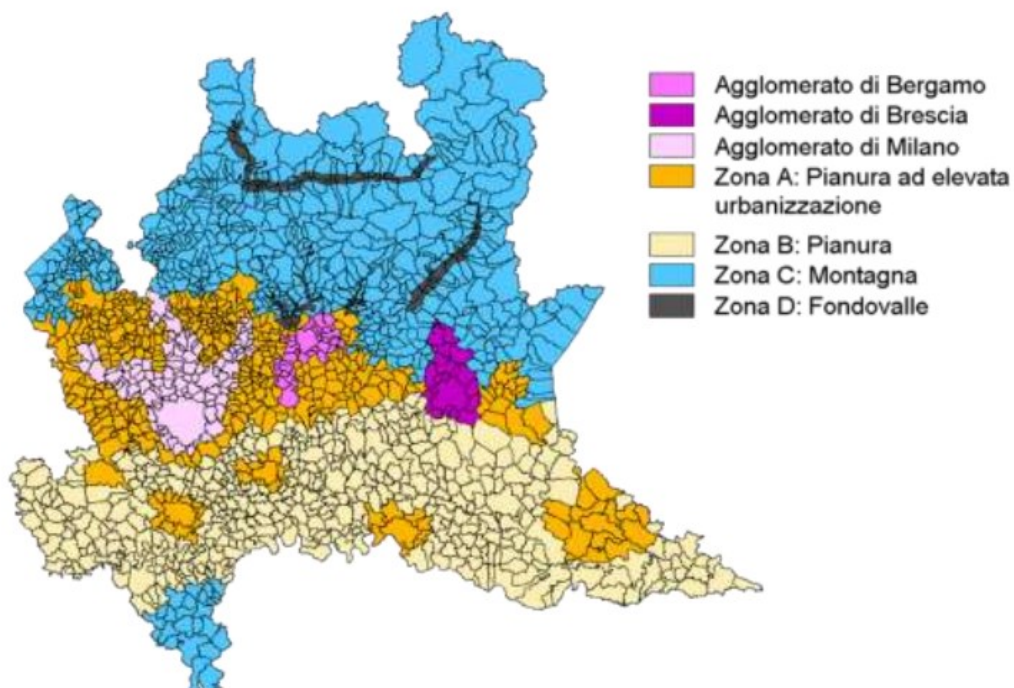 Agglomerato di Bergamo
Agglomerato di Brescia
Agglomerato di Milano
Zona A: Pianura ad elevata
urbanizzazione
Zona B: Pianura
Zona C: Montagna
Zona D: Fondovalle